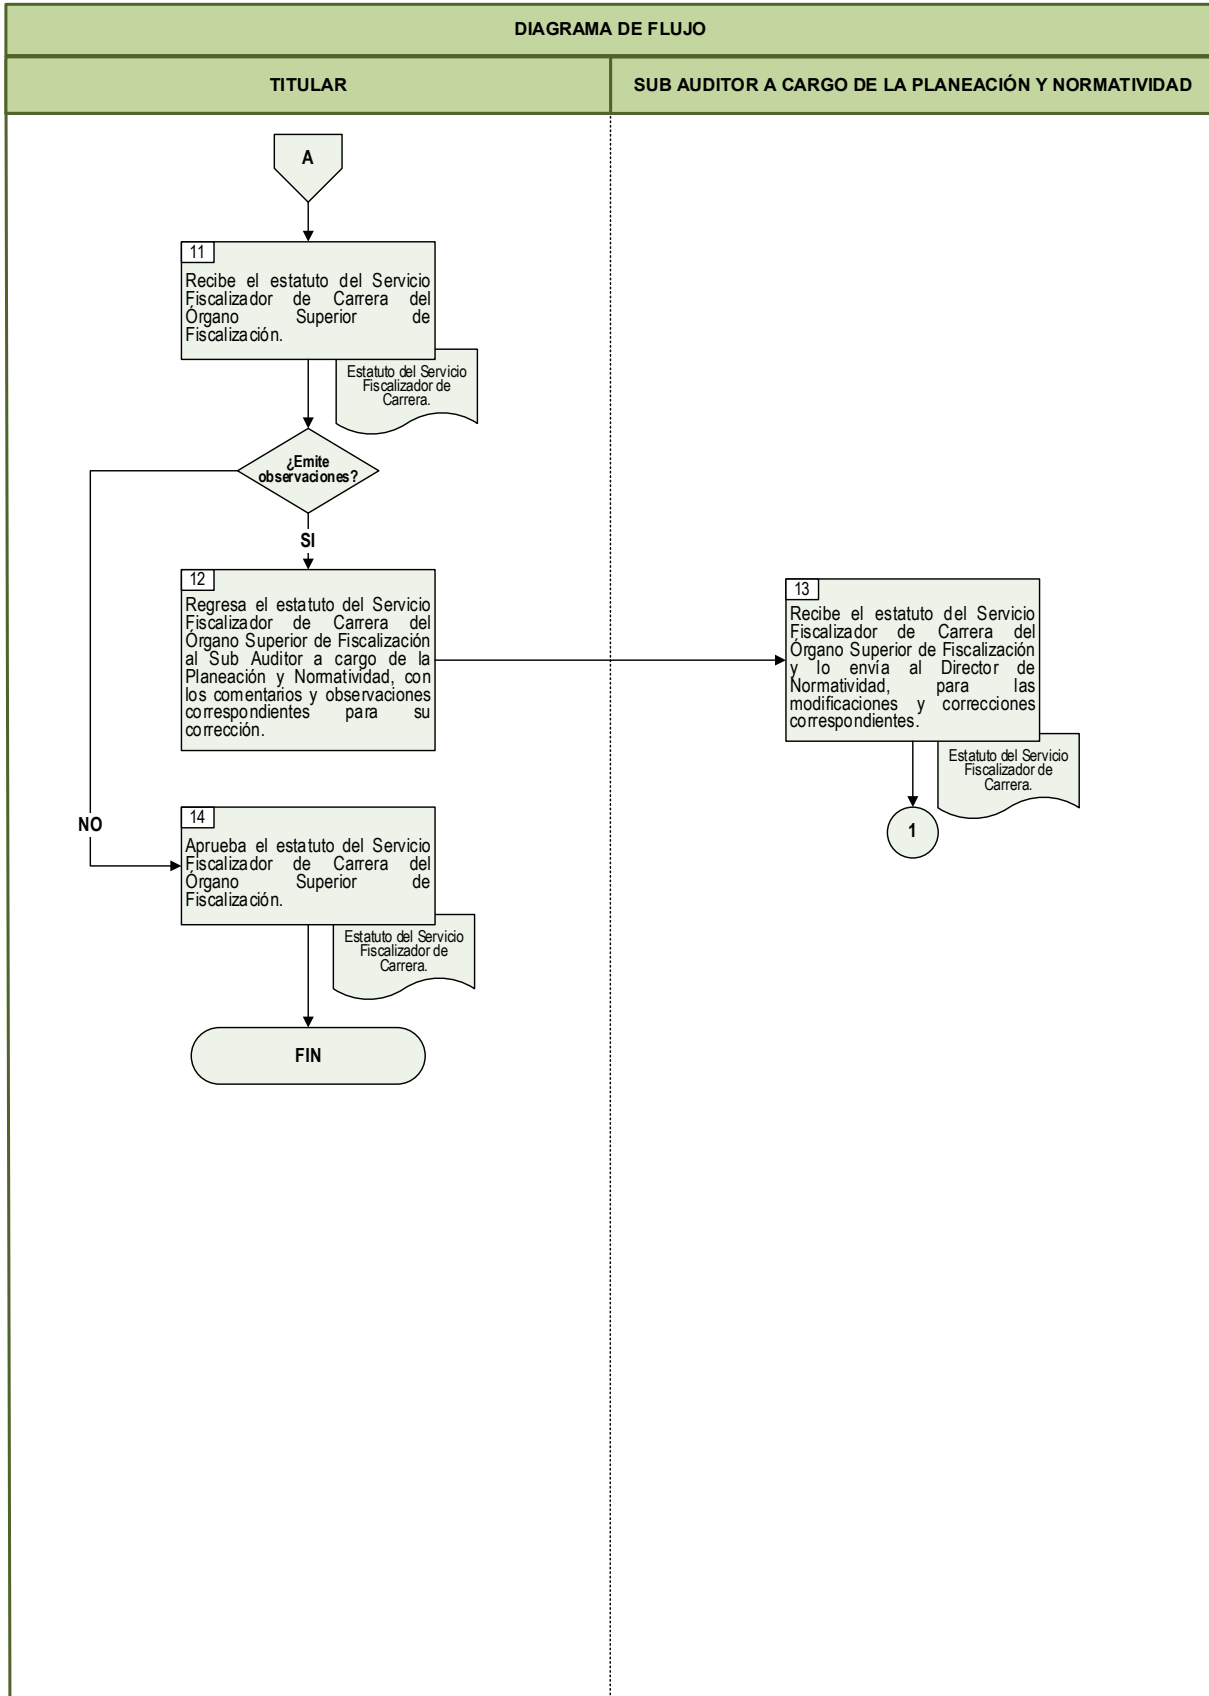 DIAGRAMA DE FLUJO
TITULAR
SUB AUDITOR A CARGO DE LA PLANEACIÓN Y NORMATIVIDAD
A
11
Recibe el estatuto del Servicio
Fiscalizador de Carrera del
Órgano Superior de
Fiscalización.
Estatuto del Servicio
Fiscalizador de
Carrera.
¿Emite
observaciones?
SI
12
Regresa el estatuto del Servicio
Fiscalizador de Carrera del
Órgano Superior de Fiscalización
al Sub Auditor a cargo de la
Planeación y Normatividad, con
los comentarios y observaciones
correspondientes para su
corrección.
13
Recibe el estatuto del Servicio
Fiscalizador de Carrera del
Órgano Superior de Fiscalización
y lo envía al Director de
Normatividad, para las
modificaciones y correcciones
correspondientes.
Estatuto del Servicio
Fiscalizador de
Carrera.
1
NO
14
Aprueba el estatuto del Servicio
Fiscalizador de Carrera del
Órgano Superior de
Fiscalización.
Estatuto del Servicio
Fiscalizador de
Carrera.
FIN